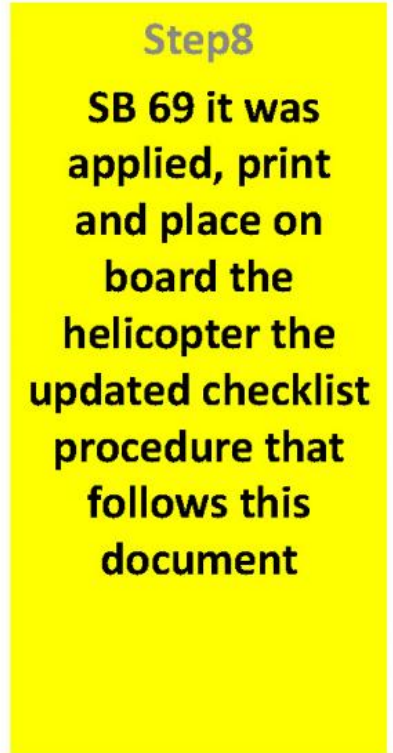 Step8
SB 69 it was
applied, print
and place on
board the
helicopter the
updated checklist
procedure that
follows this
document